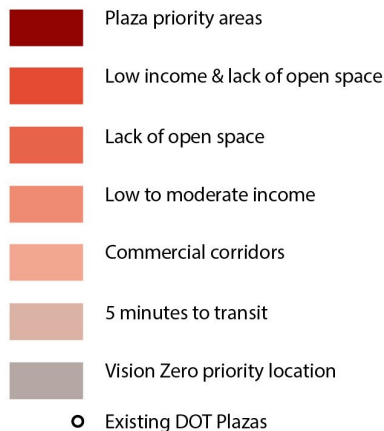 Plaza priority areas
Low income & lack of open space
Lack of open space
Low to moderate income
Commercial corridors
5 minutes to transit
Vision Zero priority location
Existing DOT Plazas